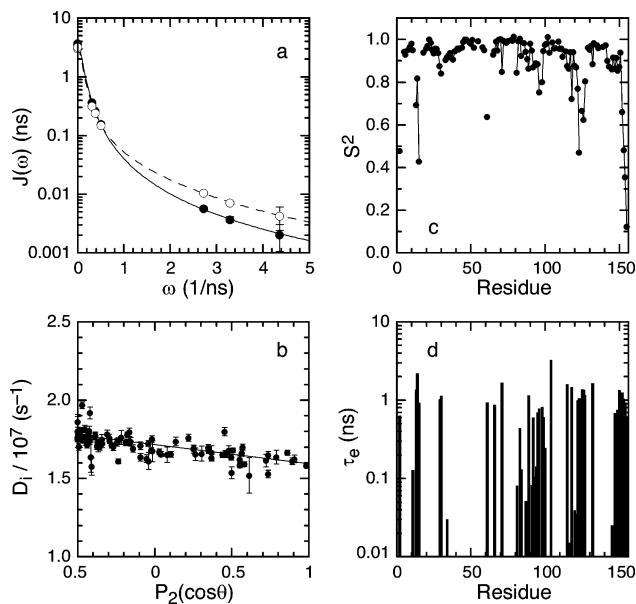 10
1
0.1
0.01
0.001
J(ω) (ns)
a
0 1 2 3 4 5
ω (1/ns)
1.0
0.8
0.6
0.4
0.2
0.0
S²
c
0 50 100 150
Residue
2.5
2.0
1.5
1.0
D_i / 10⁷ (s⁻¹)
b
0.5 0 0.5 1
P₂(cosθ)
10
1
0.1
0.01
τ_e (ns)
d
0 50 100 150
Residue